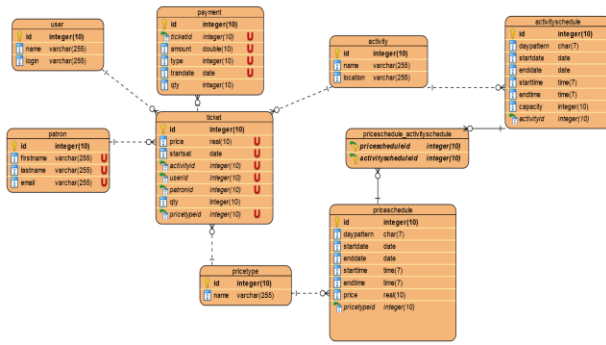 user
id integer(10)
name varchar(255)
login varchar(255)
payment
id integer(10)
ticketid integer(10) U
amount double(10) U
type integer(10) U
trandate date U
qty integer(10)
activity
id integer(10)
name varchar(255)
location varchar(255)
activityschedule
id integer(10)
daypattern char(7)
startdate date
enddate date
starttime time(7)
endtime time(7)
capacity integer(10)
activityid integer(10)
patron
id integer(10)
firstname varchar(255) U
lastname varchar(255) U
email varchar(255) U
ticket
id integer(10)
price real(10) U
startsat date U
activityid integer(10) U
userid integer(10) U
patronid integer(10) U
qty integer(10)
pricetypeid integer(10) U
priceschedule_activityschedule
pricescheduleid integer(10)
activityscheduleid integer(10)
priceschedule
id integer(10)
daypattern char(7)
startdate date
enddate date
starttime time(7)
endtime time(7)
price real(10)
pricetypeid integer(10)
pricetype
id integer(10)
name varchar(255)